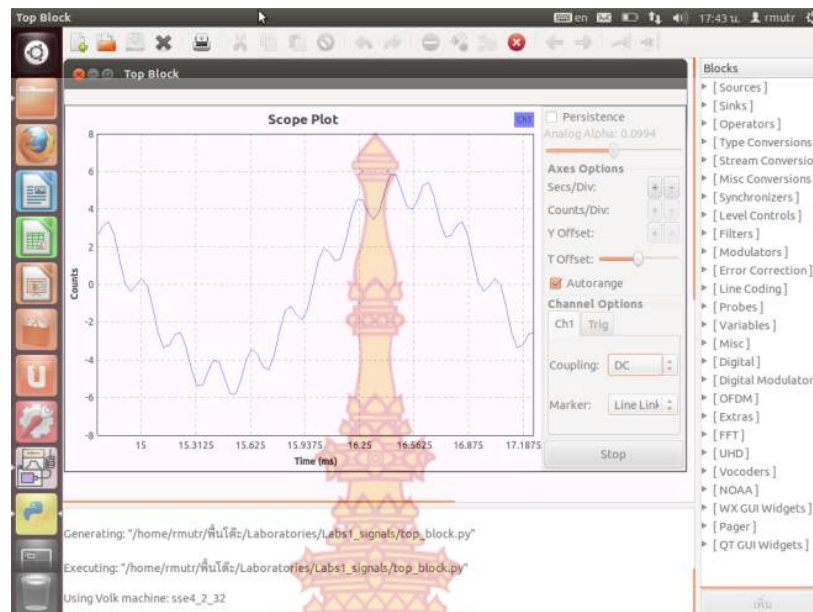 Top Block
en
17:43 น.
rmutr
Top Block
Scope Plot
Ch1
8
6
4
2
0
-2
-4
-6
-8
Counts
15
15.3125
15.625
15.9375
16.25
16.5625
16.875
17.1875
Time (ms)
Persistence
Analog Alpha: 0.0994
Axes Options
Secs/Div:
+ -
Counts/Div:
+ -
Y Offset:
+ -
T Offset:
Autorange
Channel Options
Ch1
Trig
Coupling:
DC
Marker:
Line Link
Stop
Blocks
[ Sources ]
[ Sinks ]
[ Operators ]
[ Type Conversions
[ Stream Conversio
[ Misc Conversions
[ Synchronizers ]
[ Level Controls ]
[ Filters ]
[ Modulators ]
[ Error Correction ]
[ Line Coding ]
[ Probes ]
[ Variables ]
[ Misc ]
[ Digital ]
[ Digital Modulator
[ OFDM ]
[ Extras ]
[ FFT ]
[ UHD ]
[ Vocoders ]
[ NOAA ]
[ WX GUI Widgets ]
[ Pager ]
[ QT GUI Widgets ]
เพิ่ม
Generating: "/home/rmutr/พื้นโต๊ะ/Laboratories/Labs1_signals/top_block.py"
Executing: "/home/rmutr/พื้นโต๊ะ/Laboratories/Labs1_signals/top_block.py"
Using Volk machine: sse4_2_32